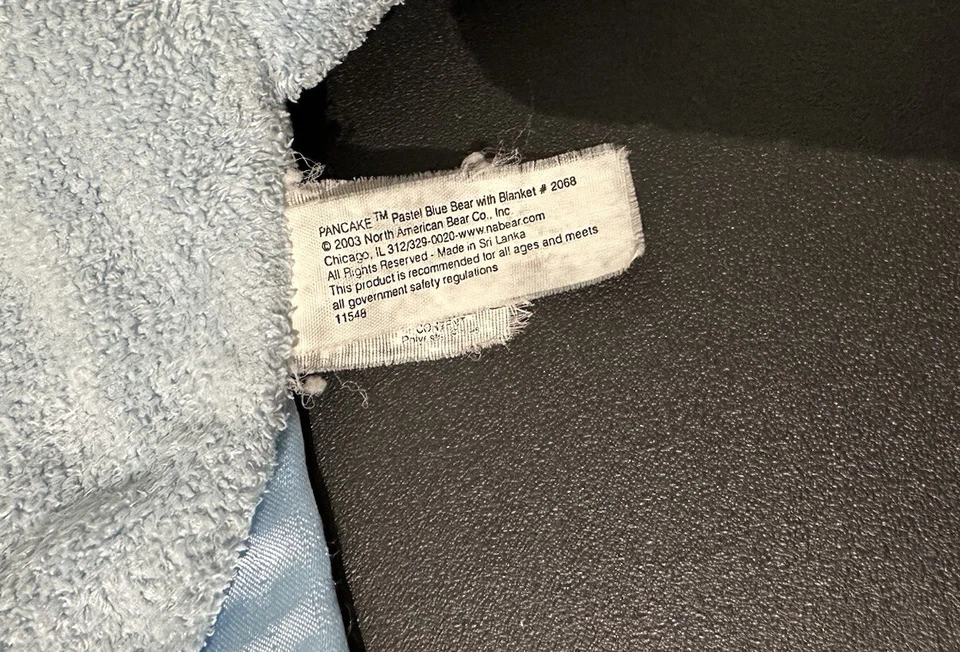 PANCAKE™ Pastel Blue Bear with Blanket # 2068
© 2003 North American Bear Co., Inc
Chicago, IL 312/329-0020-www.nabear.com
All Rights Reserved - Made in Sri Lanka
This product is recommended for all ages and meets
all government safety regulations
11548
CONTENT